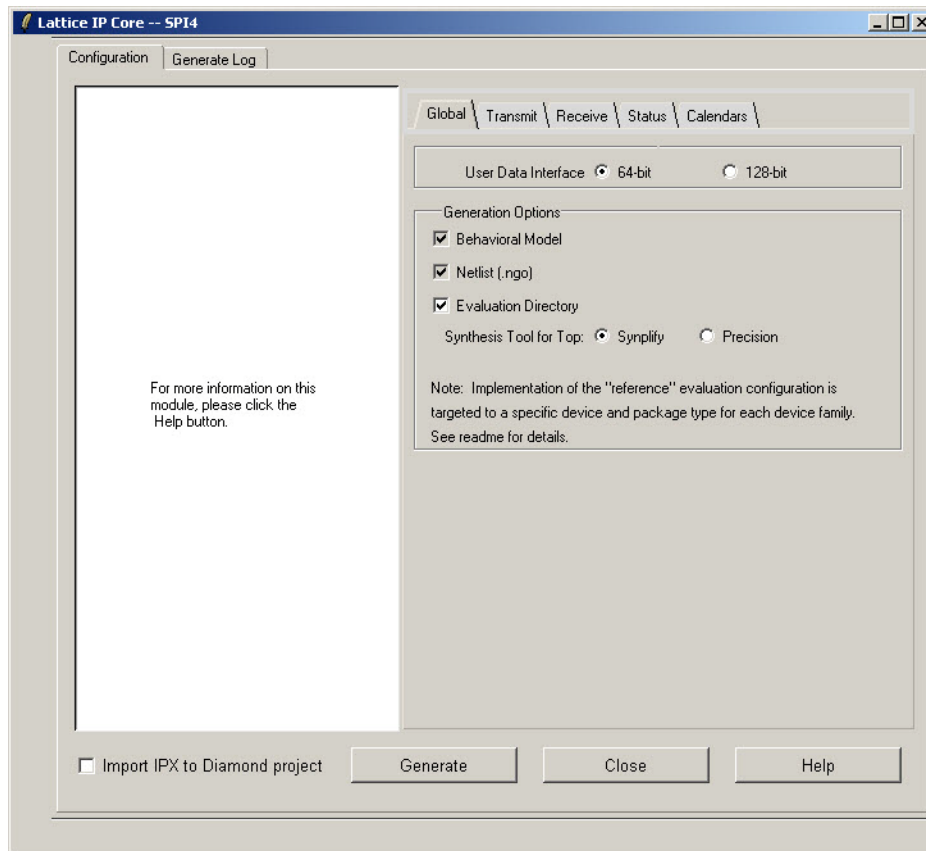 Lattice IP Core -- SPI4
Configuration
Generate Log
Global
Transmit
Receive
Status
Calendars
User Data Interface
64-bit
128-bit
Generation Options
Behavioral Model
Netlist (.ngo)
Evaluation Directory
Synthesis Tool for Top:
Synplify
Precision
For more information on this
module, please click the
Help button.
Note: Implementation of the "reference" evaluation configuration is
targeted to a specific device and package type for each device family.
See readme for details.
Import IPX to Diamond project
Generate
Close
Help